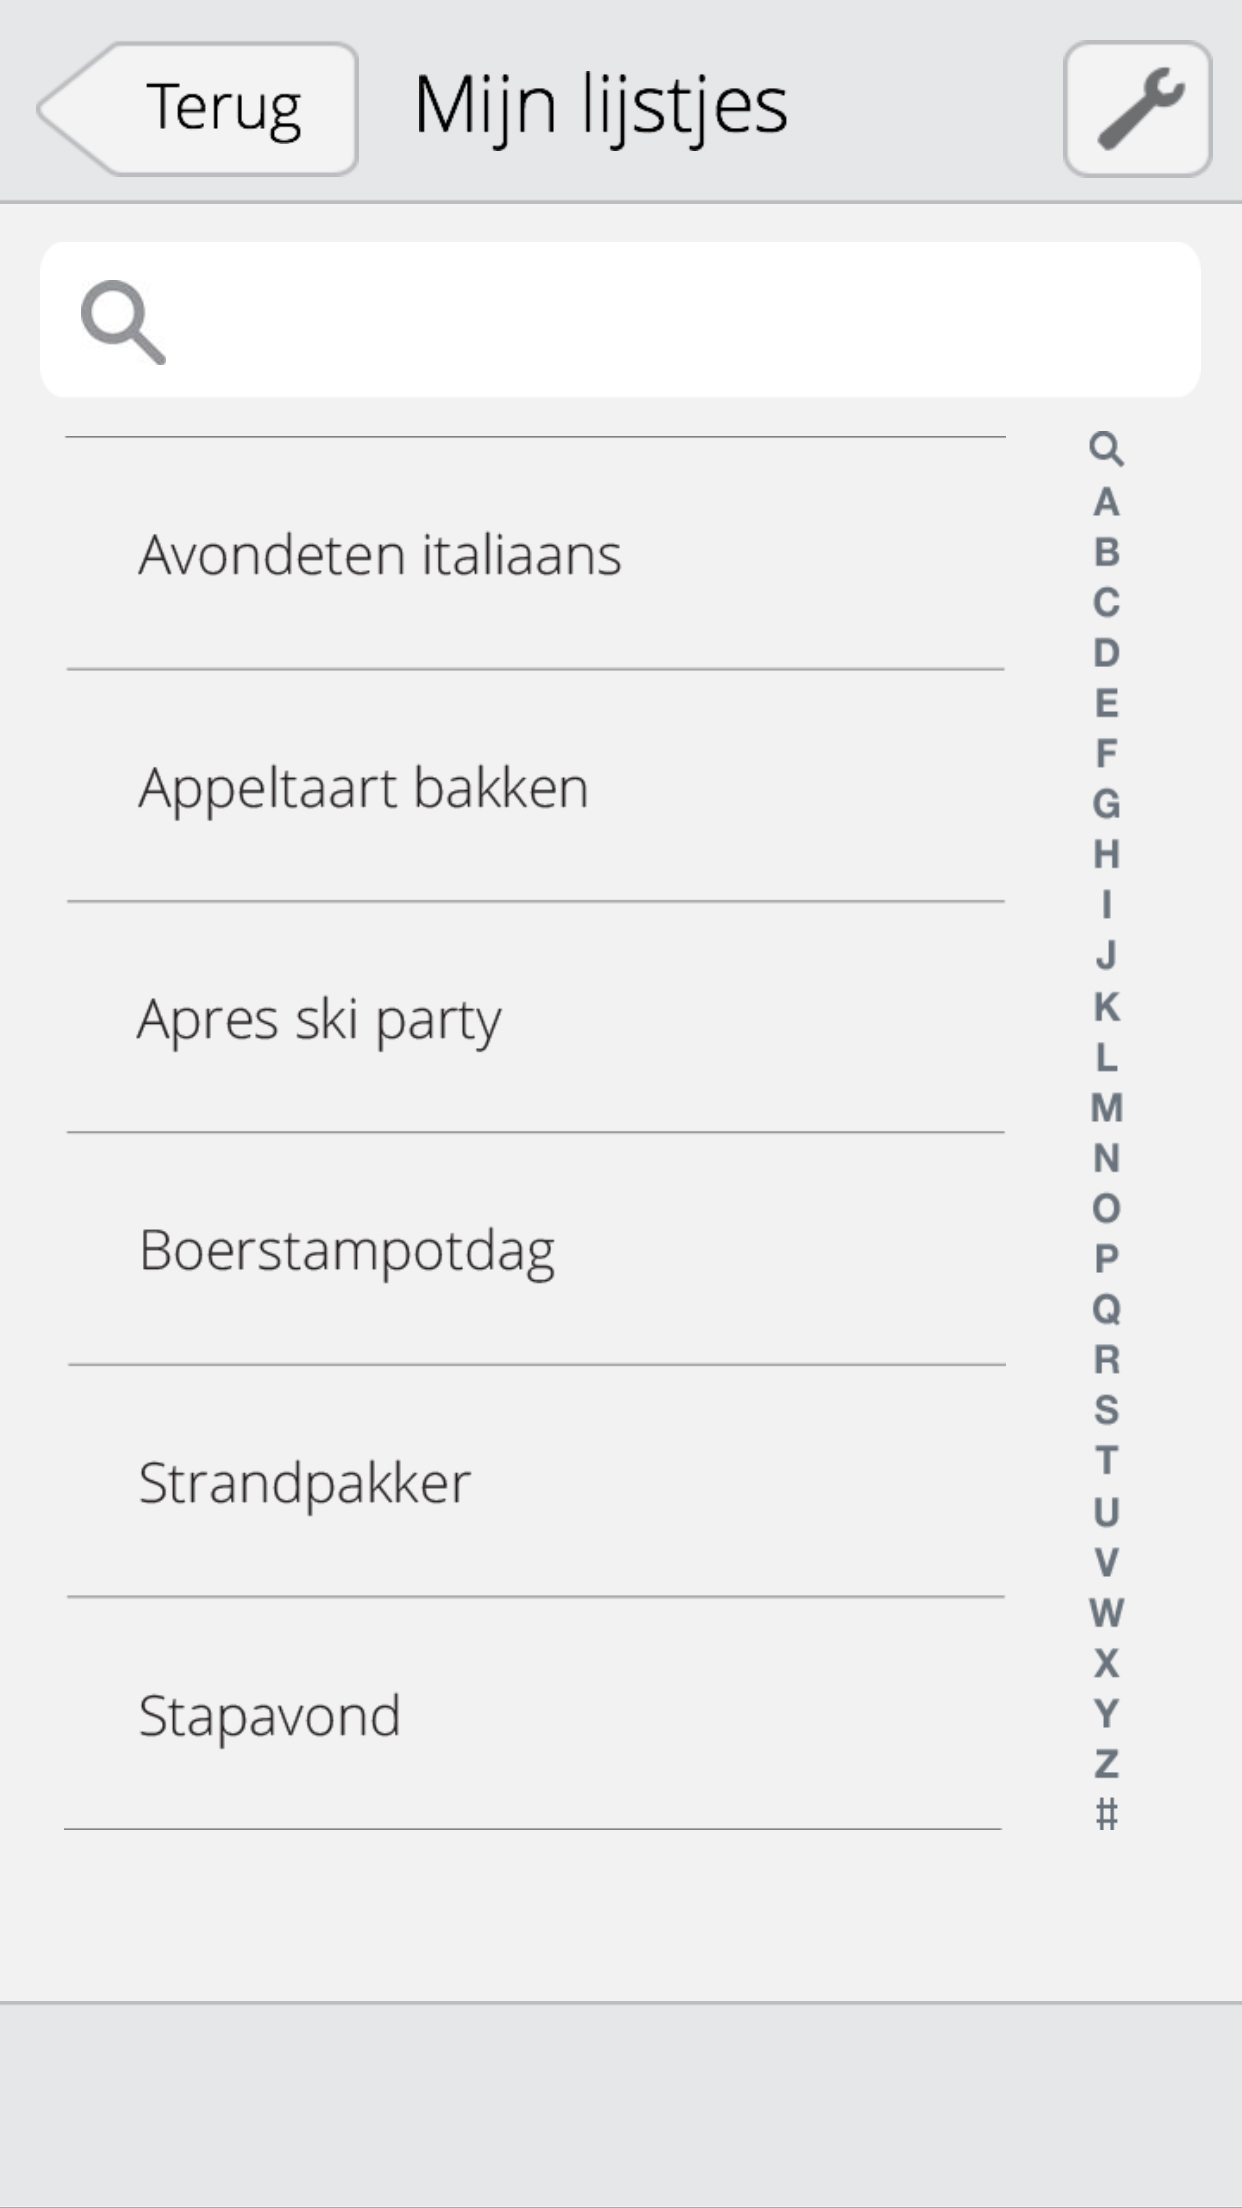 Terug
Mijn lijstjes
Avondeten italiaans
Appeltaart bakken
Apres ski party
Boerstampotdag
Strandpakker
Stapavond
A
B
C
D
E
F
G
H
I
J
K
L
M
N
O
P
Q
R
S
T
U
V
W
X
Y
Z
#